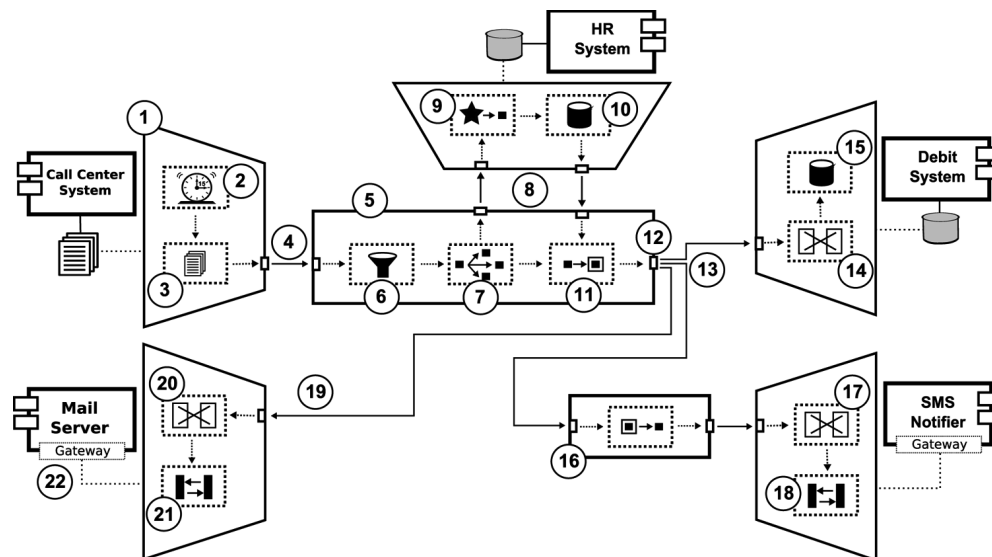 HR
System
9
10
1
2
15"
Call Center
System
3
4
5
6
7
8
11
12
13
15
Debit
System
14
20
Mail
Server
Gateway
22
21
19
16
17
SMS
Notifier
Gateway
18